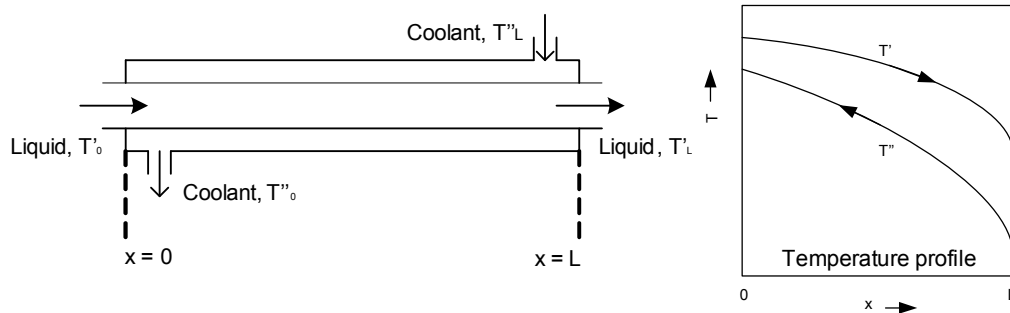 Coolant, T"L
Liquid, T'₀
Liquid, T'L
Coolant, T"₀
x = 0
x = L
T'
T
T"
Temperature profile
0
x
L